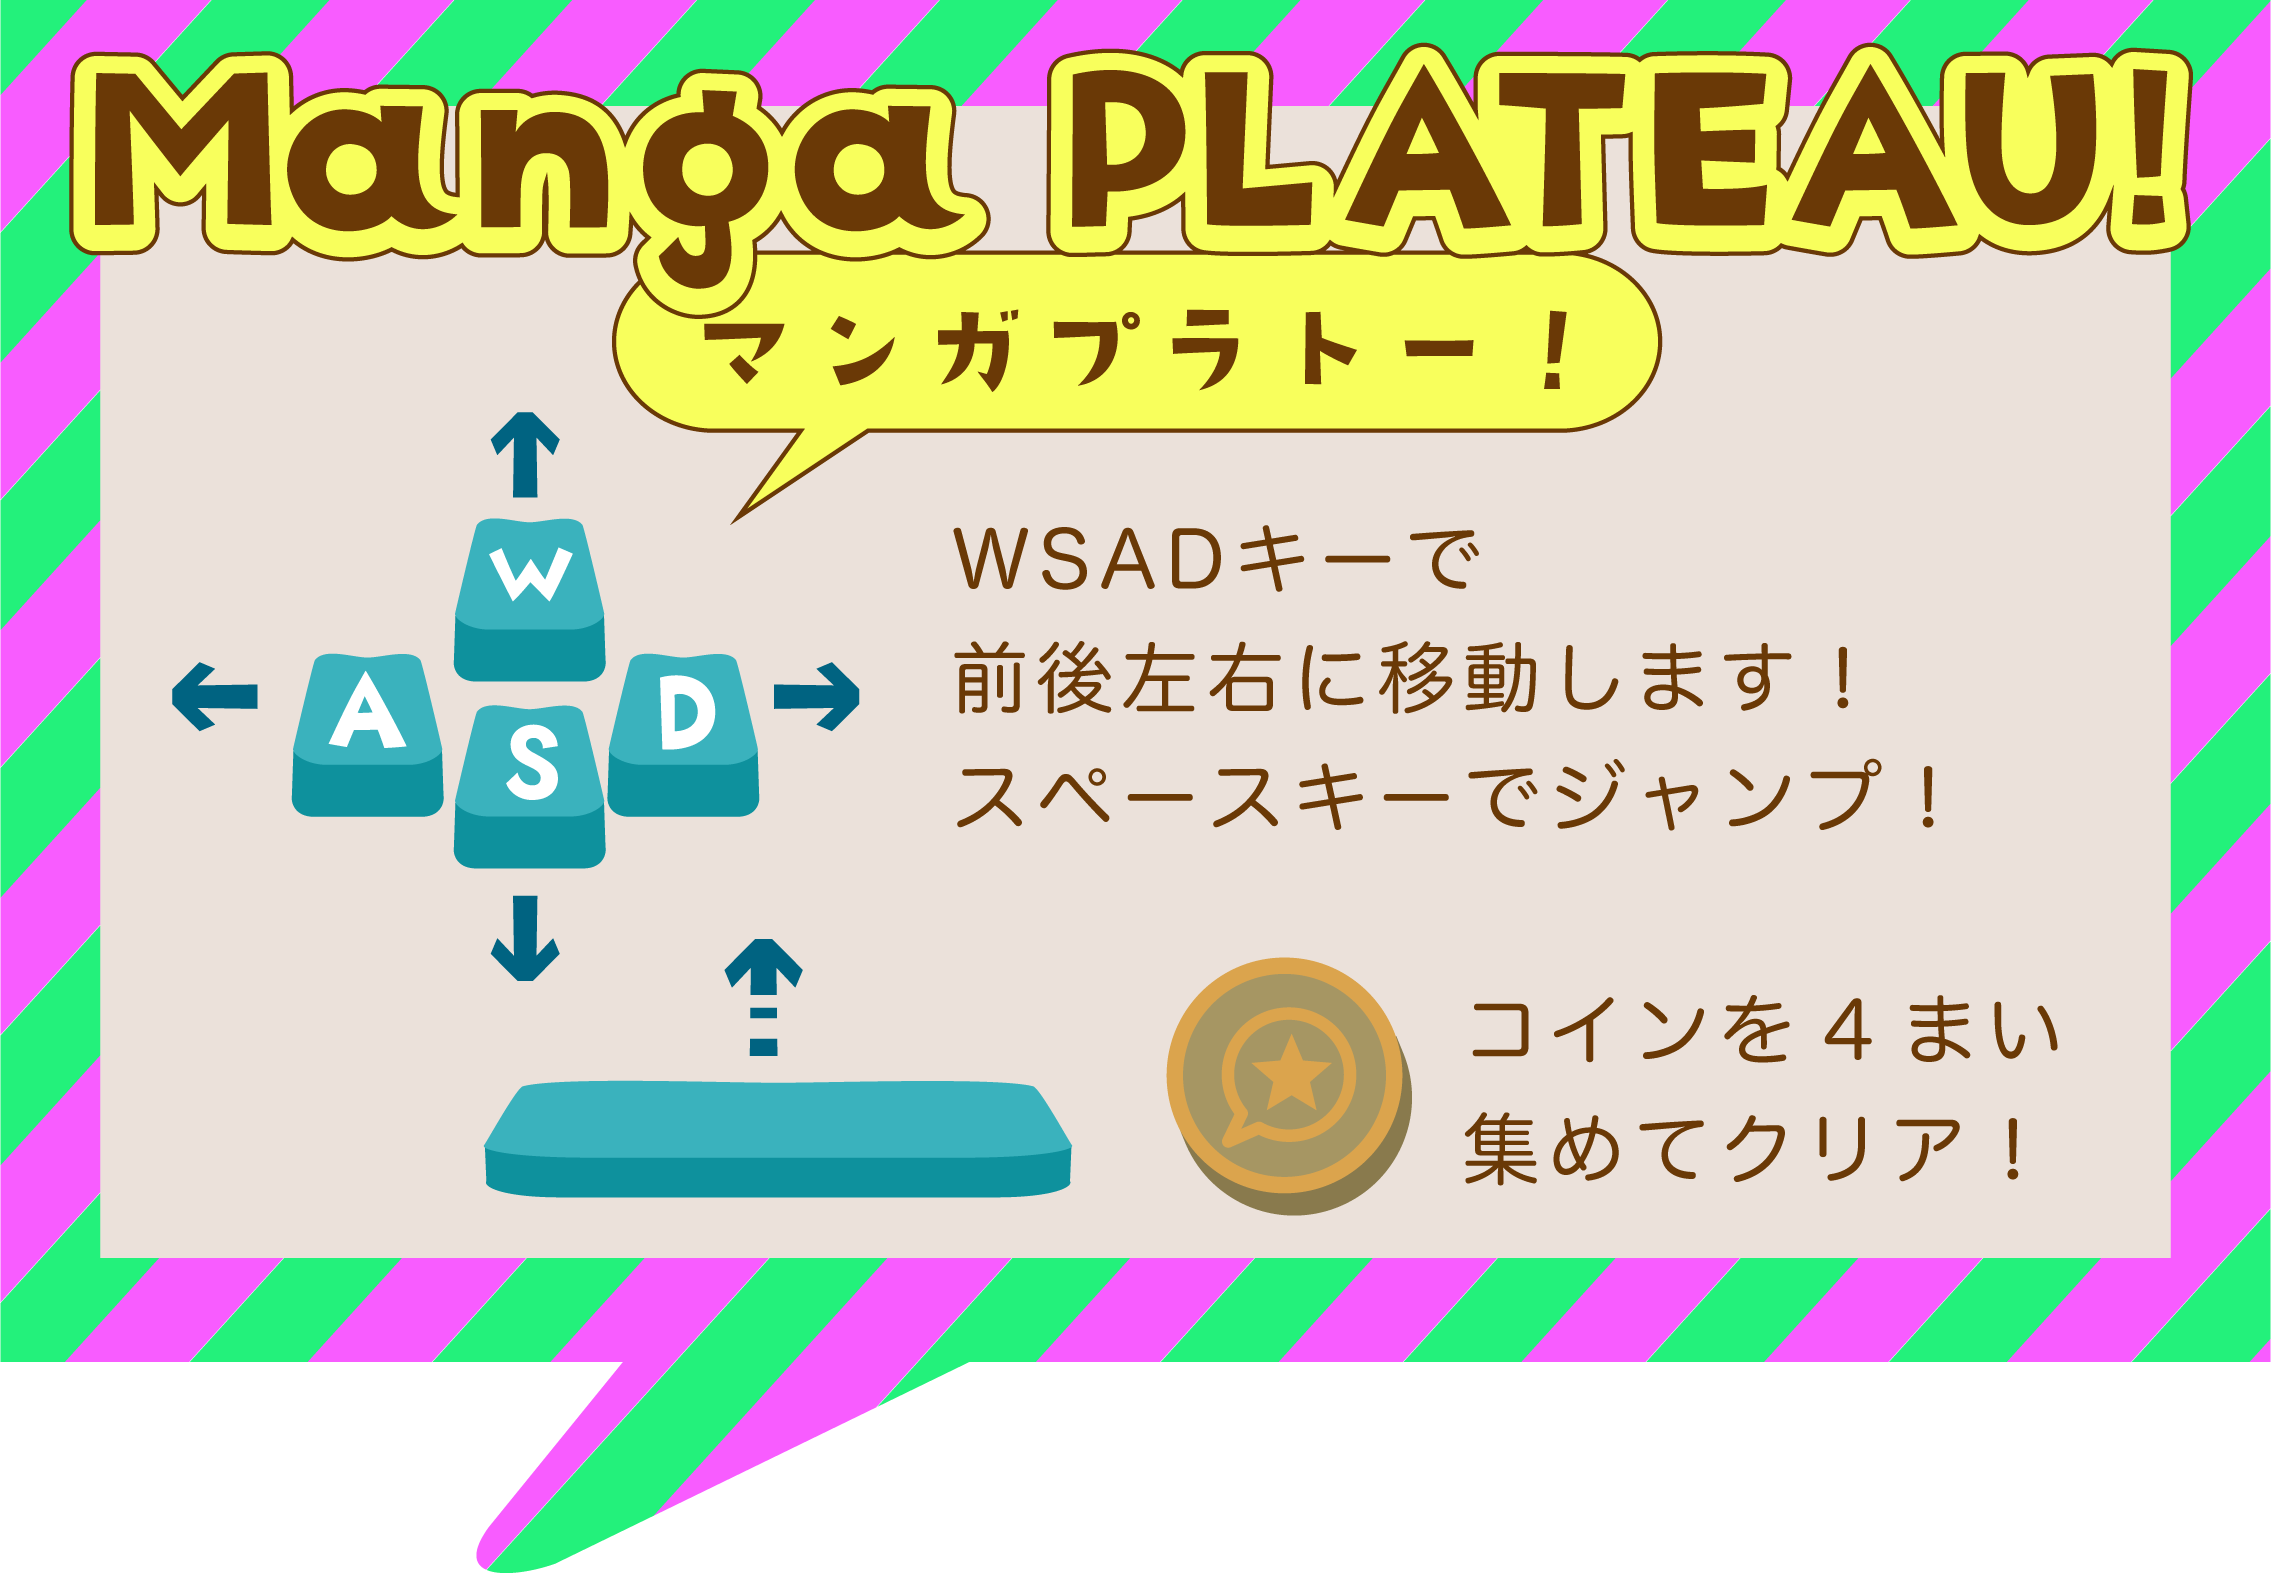 Manga PLATEAU!
マンガプラトー！
W
A
S
D
WSADキーで
前後左右に移動します！
スペースキーでジャンプ！
コインを4まい
集めてクリア！